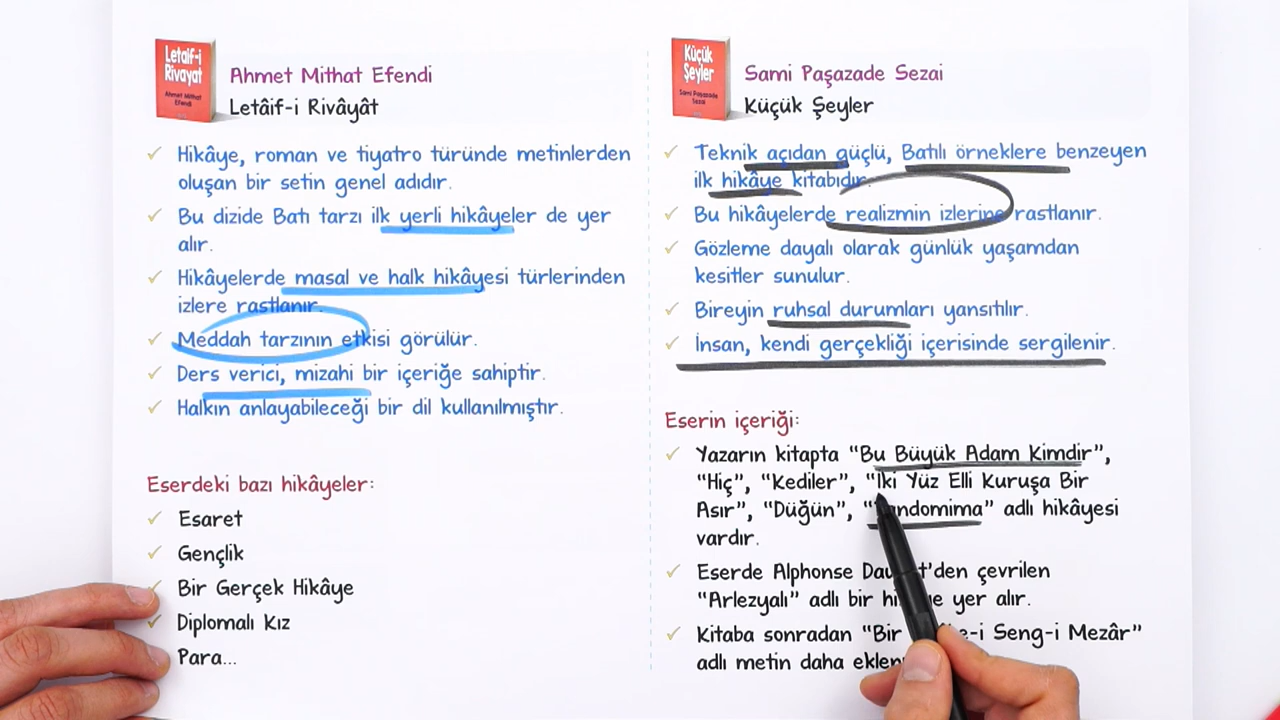 Letaif-i
Rivayat
Ahmet Mithat
Efendi
Ahmet Mithat Efendi
Letâif-i Rivâyât
Hikâye, roman ve tiyatro türünde metinlerden
oluşan bir setin genel adıdır.
Bu dizide Batı tarzı ilk yerli hikâyeler de yer
alır.
Hikâyelerde masal ve halk hikâyesi türlerinden
izlere rastlanır.
Meddah tarzının etkisi görülür.
Ders verici, mizahi bir içeriğe sahiptir.
Halkın anlayabileceği bir dil kullanılmıştır.
Eserdeki bazı hikâyeler:
Esaret
Gençlik
Bir Gerçek Hikâye
Diplomalı Kız
Para...
Küçük
Şeyler
Sami Paşazade
Sezai
Sami Paşazade Sezai
Küçük Şeyler
Teknik açıdan güçlü, Batılı örneklere benzeyen
ilk hikâye kitabıdır.
Bu hikâyelerde realizmin izlerine rastlanır.
Gözleme dayalı olarak günlük yaşamdan
kesitler sunulur.
Bireyin ruhsal durumları yansıtılır.
İnsan, kendi gerçekliği içerisinde sergilenir.
Eserin içeriği:
Yazarın kitapta “Bu Büyük Adam Kimdir”,
“Hiç”, “Kediler”, “İki Yüz Elli Kuruşa Bir
Asır”, “Düğün”, “ adlı hikâyesi
vardır.
Eserde Alphonse çevrilen
“Arlezyalı” adlı bir yer alır.
Kitaba sonradan “Bir Seng-i Mezâr”
adlı metin daha